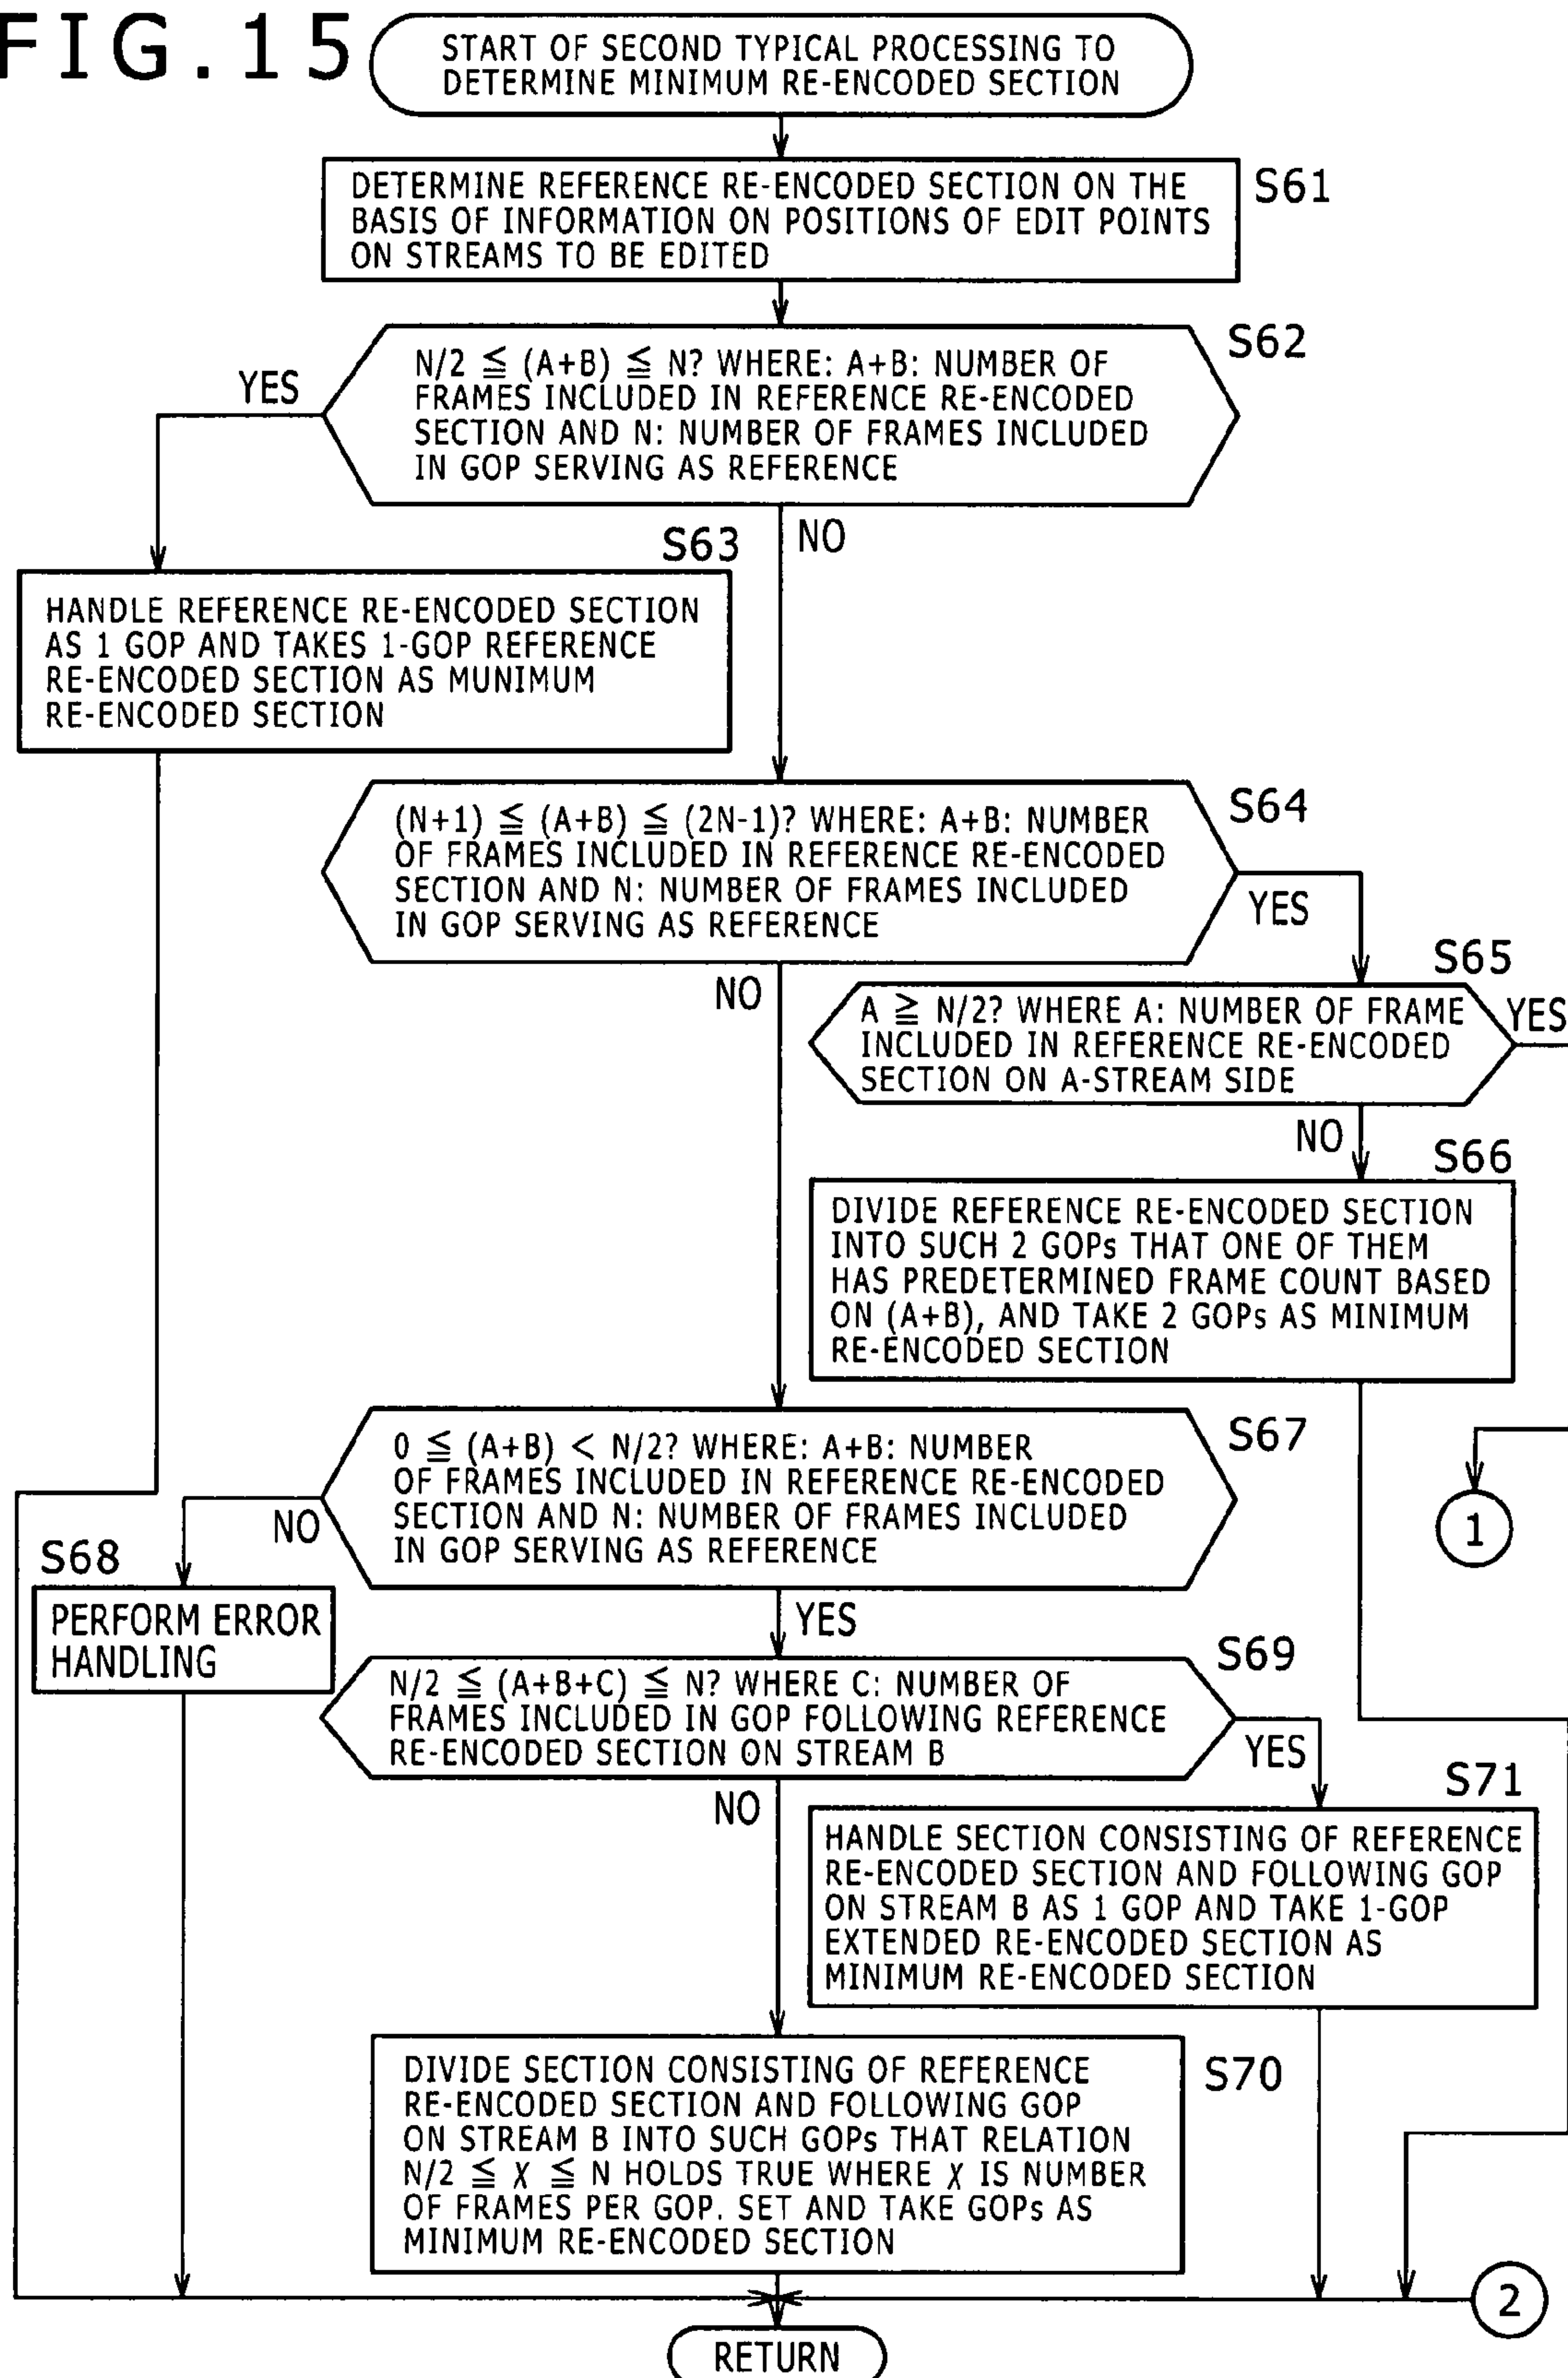 FIG.15
START OF SECOND TYPICAL PROCESSING TO
DETERMINE MINIMUM RE-ENCODED SECTION
DETERMINE REFERENCE RE-ENCODED SECTION ON THE
BASIS OF INFORMATION ON POSITIONS OF EDIT POINTS
ON STREAMS TO BE EDITED
S61
N/2 ≦ (A+B) ≦ N? WHERE: A+B: NUMBER OF
FRAMES INCLUDED IN REFERENCE RE-ENCODED
SECTION AND N: NUMBER OF FRAMES INCLUDED
IN GOP SERVING AS REFERENCE
S62
YES
NO
S63
HANDLE REFERENCE RE-ENCODED SECTION
AS 1 GOP AND TAKES 1-GOP REFERENCE
RE-ENCODED SECTION AS MUNIMUM
RE-ENCODED SECTION
(N+1) ≦ (A+B) ≦ (2N-1)? WHERE: A+B: NUMBER
OF FRAMES INCLUDED IN REFERENCE RE-ENCODED
SECTION AND N: NUMBER OF FRAMES INCLUDED
IN GOP SERVING AS REFERENCE
S64
YES
NO
S65
A ≧ N/2? WHERE A: NUMBER OF FRAME
INCLUDED IN REFERENCE RE-ENCODED
SECTION ON A-STREAM SIDE
YES
NO
S66
DIVIDE REFERENCE RE-ENCODED SECTION
INTO SUCH 2 GOPs THAT ONE OF THEM
HAS PREDETERMINED FRAME COUNT BASED
ON (A+B), AND TAKE 2 GOPs AS MINIMUM
RE-ENCODED SECTION
0 ≦ (A+B) < N/2? WHERE: A+B: NUMBER
OF FRAMES INCLUDED IN REFERENCE RE-ENCODED
SECTION AND N: NUMBER OF FRAMES INCLUDED
IN GOP SERVING AS REFERENCE
S67
1
NO
S68
PERFORM ERROR
HANDLING
YES
N/2 ≦ (A+B+C) ≦ N? WHERE C: NUMBER OF
FRAMES INCLUDED IN GOP FOLLOWING REFERENCE
RE-ENCODED SECTION ON STREAM B
S69
YES
NO
S71
HANDLE SECTION CONSISTING OF REFERENCE
RE-ENCODED SECTION AND FOLLOWING GOP
ON STREAM B AS 1 GOP AND TAKE 1-GOP
EXTENDED RE-ENCODED SECTION AS
MINIMUM RE-ENCODED SECTION
DIVIDE SECTION CONSISTING OF REFERENCE
RE-ENCODED SECTION AND FOLLOWING GOP
ON STREAM B INTO SUCH GOPs THAT RELATION
N/2 ≦ χ ≦ N HOLDS TRUE WHERE χ IS NUMBER
OF FRAMES PER GOP. SET AND TAKE GOPs AS
MINIMUM RE-ENCODED SECTION
S70
2
RETURN